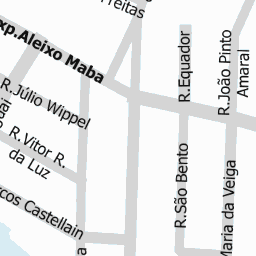 Freitas
xp.Aleixo Maba
R.Equador
R.João Pinto
Amaral
R.Júlio Wippel
R.Vitor R.
da Luz
R.São Bento
Maria da Veiga
cos Castellain